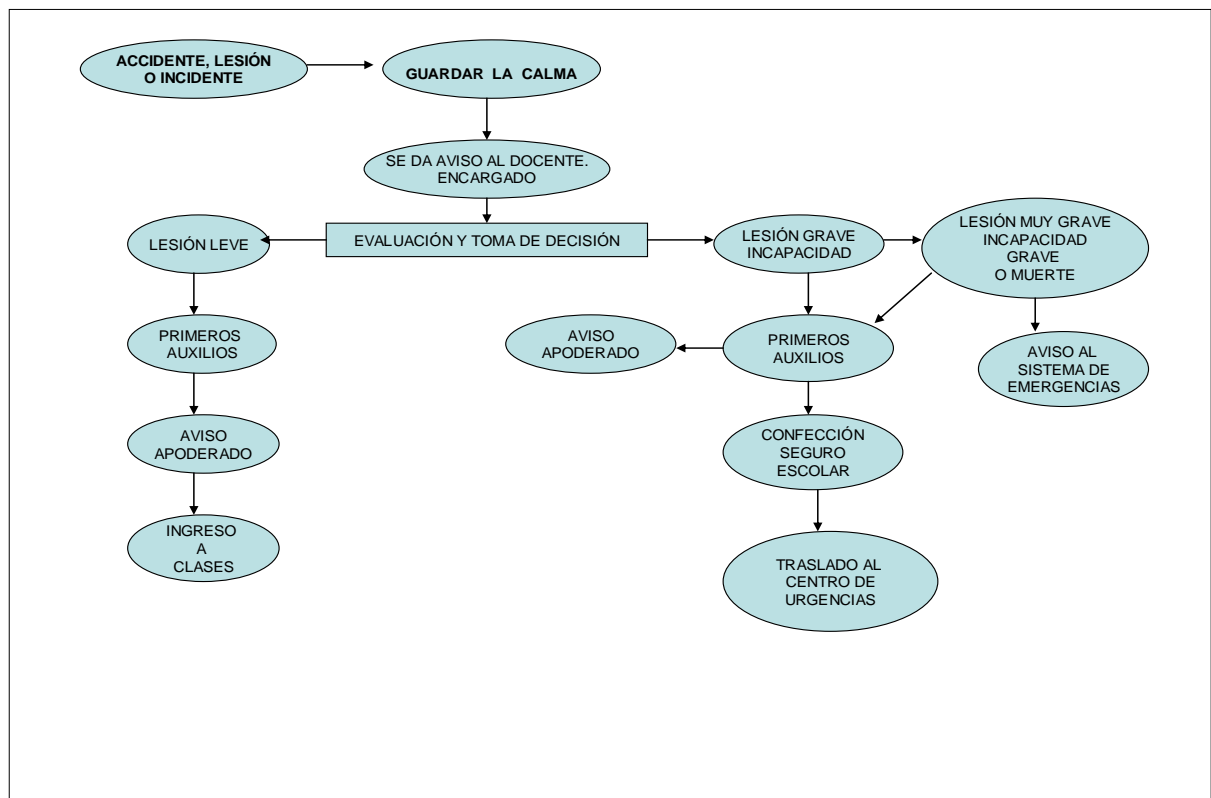 ACCIDENTE, LESIÓN
O INCIDENTE
GUARDAR LA CALMA
SE DA AVISO AL DOCENTE.
ENCARGADO
EVALUACIÓN Y TOMA DE DECISIÓN
LESIÓN LEVE
LESIÓN GRAVE
INCAPACIDAD
LESIÓN MUY GRAVE
INCAPACIDAD
GRAVE
O MUERTE
PRIMEROS
AUXILIOS
AVISO
APODERADO
PRIMEROS
AUXILIOS
AVISO AL
SISTEMA DE
EMERGENCIAS
AVISO
APODERADO
CONFECCIÓN
SEGURO
ESCOLAR
INGRESO
A
CLASES
TRASLADO AL
CENTRO DE
URGENCIAS